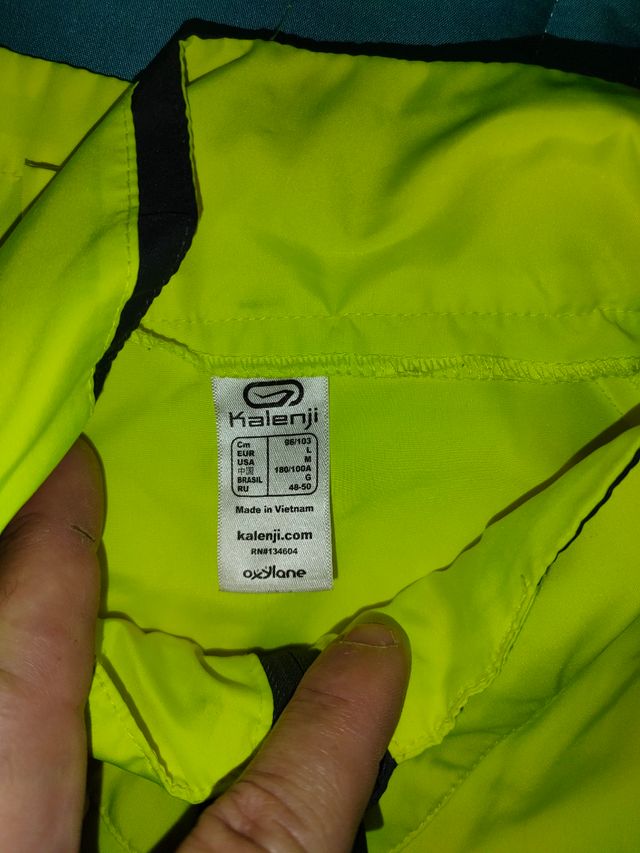 Kalenji
Cm 96/103
EUR L
USA M
中国 180/100A
BRASIL G
RU 48-50
Made in Vietnam
kalenji.com
RN#134604
oxylane